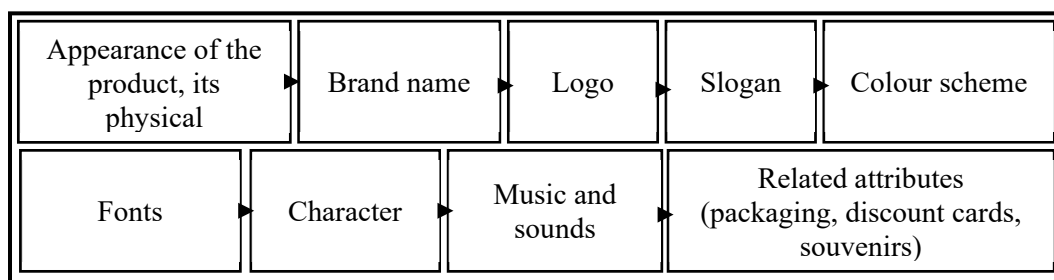 Appearance of the
product, its
physical
Brand name
Logo
Slogan
Colour scheme
Fonts
Character
Music and
sounds
Related attributes
(packaging, discount cards,
souvenirs)